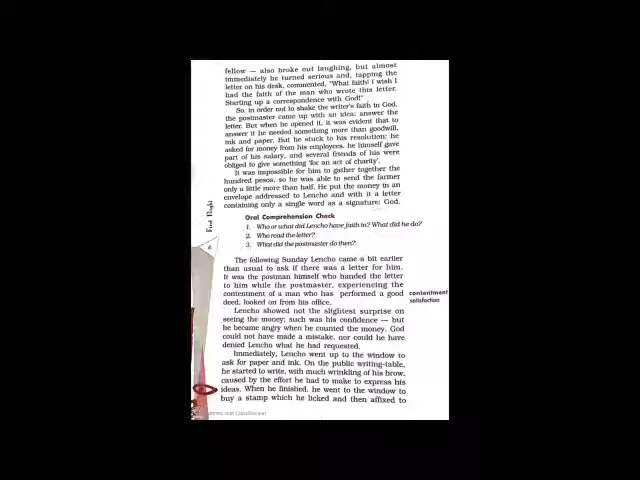 fellow — also broke out laughing, but almost
immediately he turned serious and, tapping the
letter on his desk, commented, "What faith! I wish I
had the faith of the man who wrote this letter.
Starting up a correspondence with God!"
So, in order not to shake the writer's faith in God,
the postmaster came up with an idea: answer the
letter. But when he opened it, it was evident that to
answer it he needed something more than goodwill,
ink and paper. But he stuck to his resolution: he
asked for money from his employees, he himself gave
part of his salary, and several friends of his were
obliged to give something 'for an act of charity'.
It was impossible for him to gather together the
hundred pesos, so he was able to send the farmer
only a little more than half. He put the money in an
envelope addressed to Lencho and with it a letter
containing only a single word as a signature: God.
First Flight
6
Oral Comprehension Check
1. Who or what did Lencho have faith in? What did he do?
2. Who read the letter?
3. What did the postmaster do then?
The following Sunday Lencho came a bit earlier
than usual to ask if there was a letter for him.
It was the postman himself who handed the letter
to him while the postmaster, experiencing the
contentment of a man who has performed a good
deed, looked on from his office.
contentment
satisfaction
Lencho showed not the slightest surprise on
seeing the money; such was his confidence — but
he became angry when he counted the money. God
could not have made a mistake, nor could he have
denied Lencho what he had requested.
Immediately, Lencho went up to the window to
ask for paper and ink. On the public writing-table,
he started to write, with much wrinkling of his brow,
caused by the effort he had to make to express his
ideas. When he finished, he went to the window to
buy a stamp which he licked and then affixed to